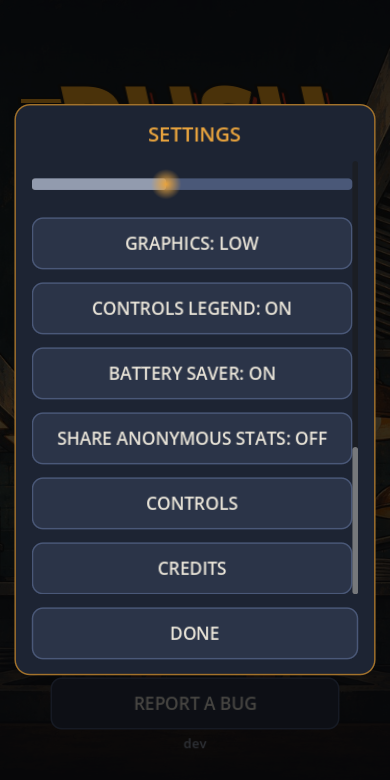 SETTINGS
GRAPHICS: LOW
CONTROLS LEGEND: ON
BATTERY SAVER: ON
SHARE ANONYMOUS STATS: OFF
CONTROLS
CREDITS
DONE
REPORT A BUG
dev